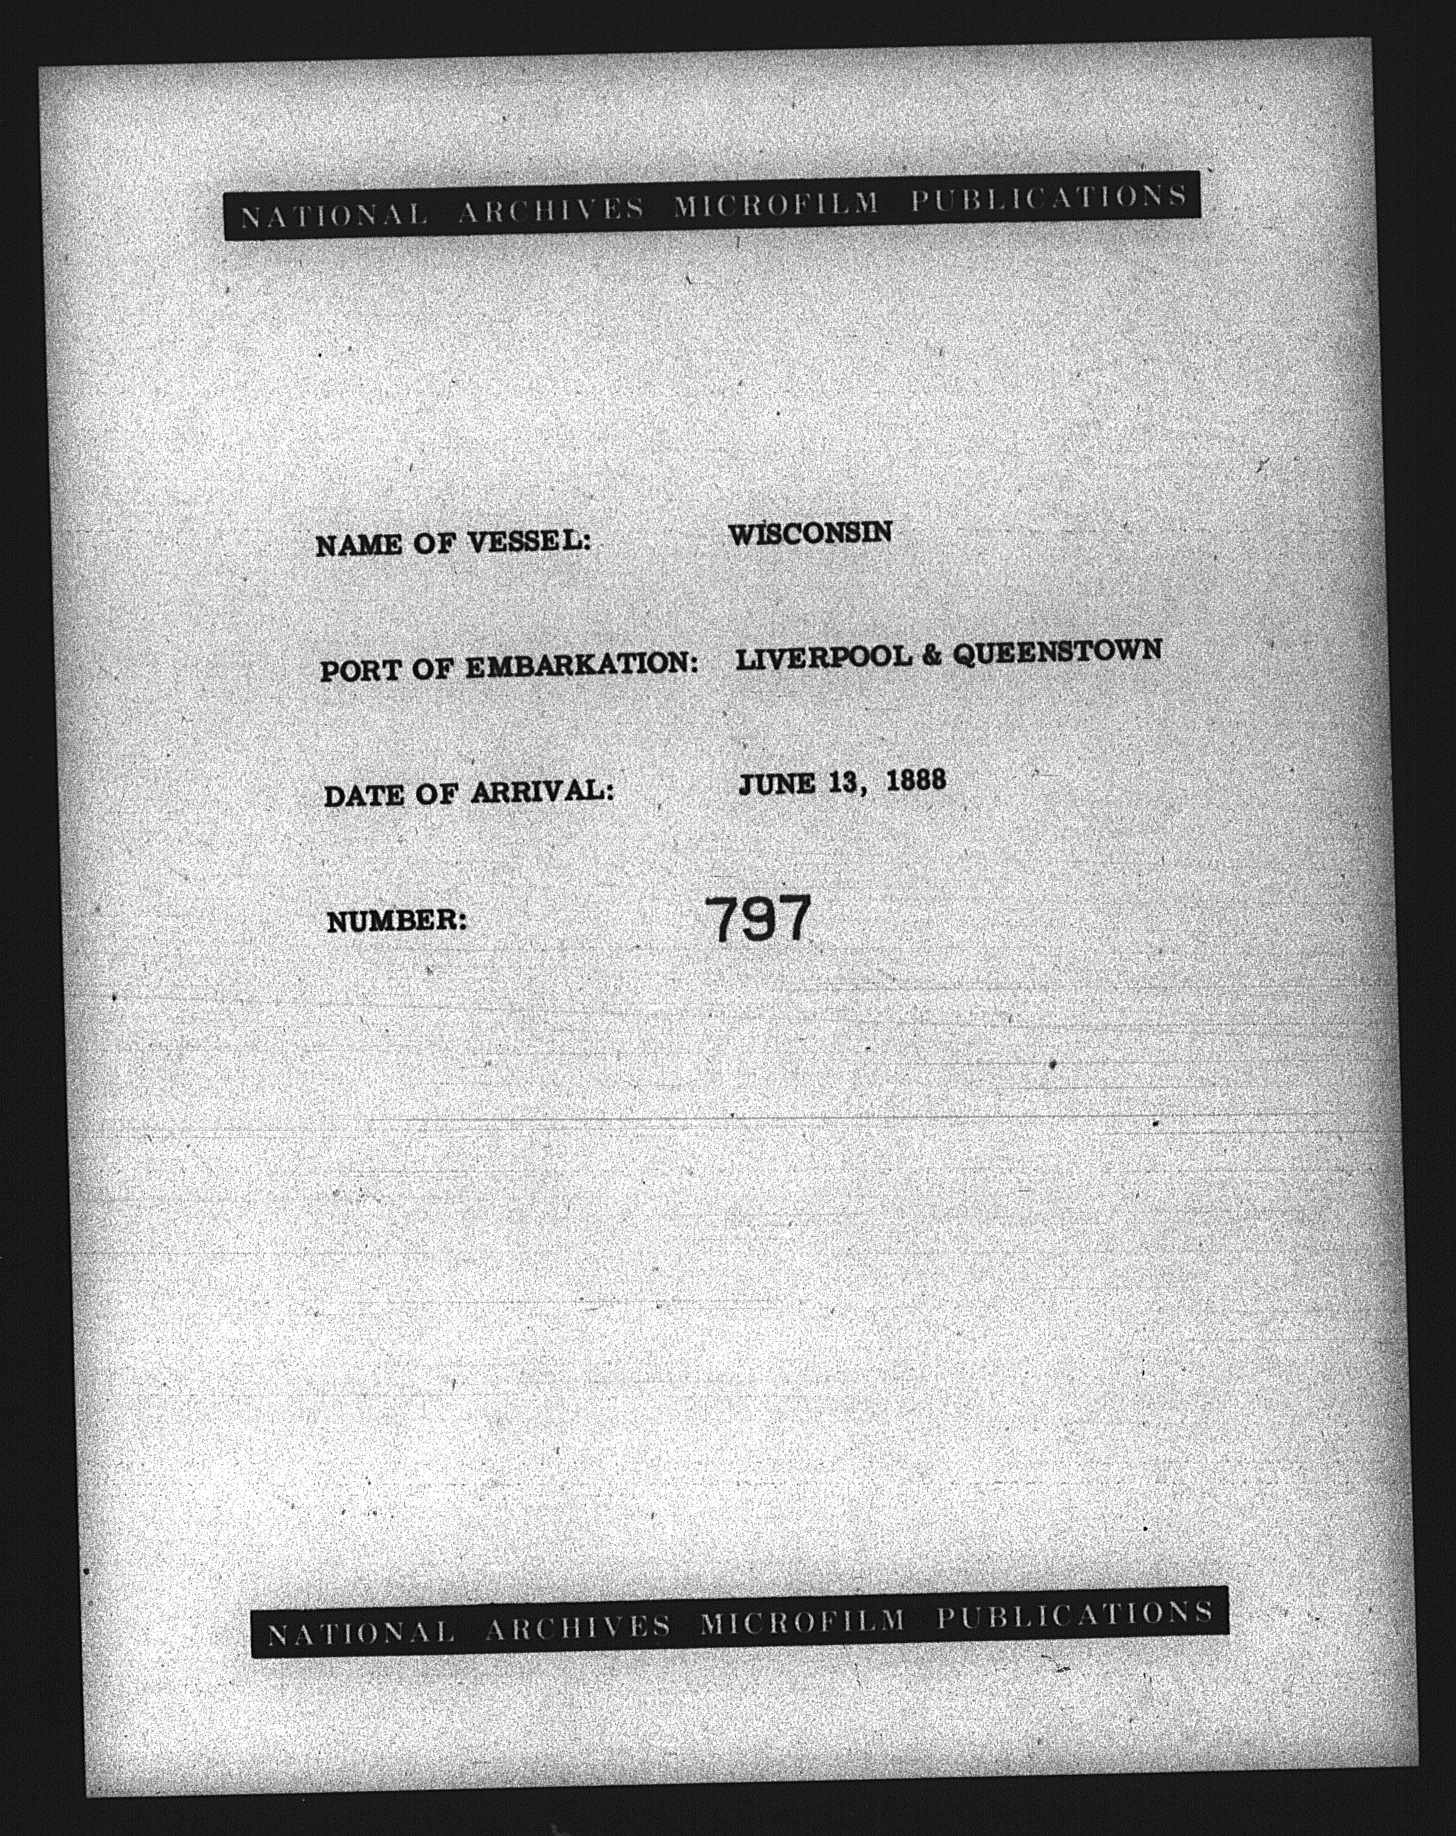 NATIONAL ARCHIVES MICROFILM PUBLICATIONS
NAME OF VESSEL: WISCONSIN
PORT OF EMBARKATION: LIVERPOOL & QUEENSTOWN
DATE OF ARRIVAL: JUNE 13, 1888
NUMBER: 797
NATIONAL ARCHIVES MICROFILM PUBLICATIONS